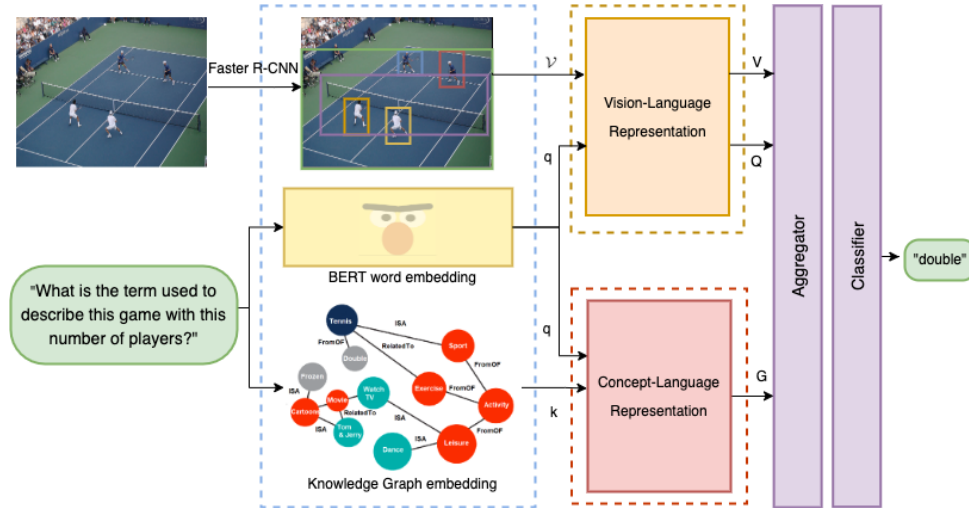 Faster R-CNN
𝒱
V
Vision-Language
Representation
q
Q
BERT word embedding
"What is the term used to
describe this game with this
number of players?"
Aggregator
Classifier
"double"
Tennis
ISA
FromOF
RelatedTo
Sport
Double
FromOF
Frozen
ISA
Watch
TV
Exercise
FromOF
Movie
Cartoons
RelatedTo
Activity
ISA
Tom
& Jerry
ISA
FromOF
ISA
Dance
Leisure
q
k
Concept-Language
Representation
G
Knowledge Graph embedding